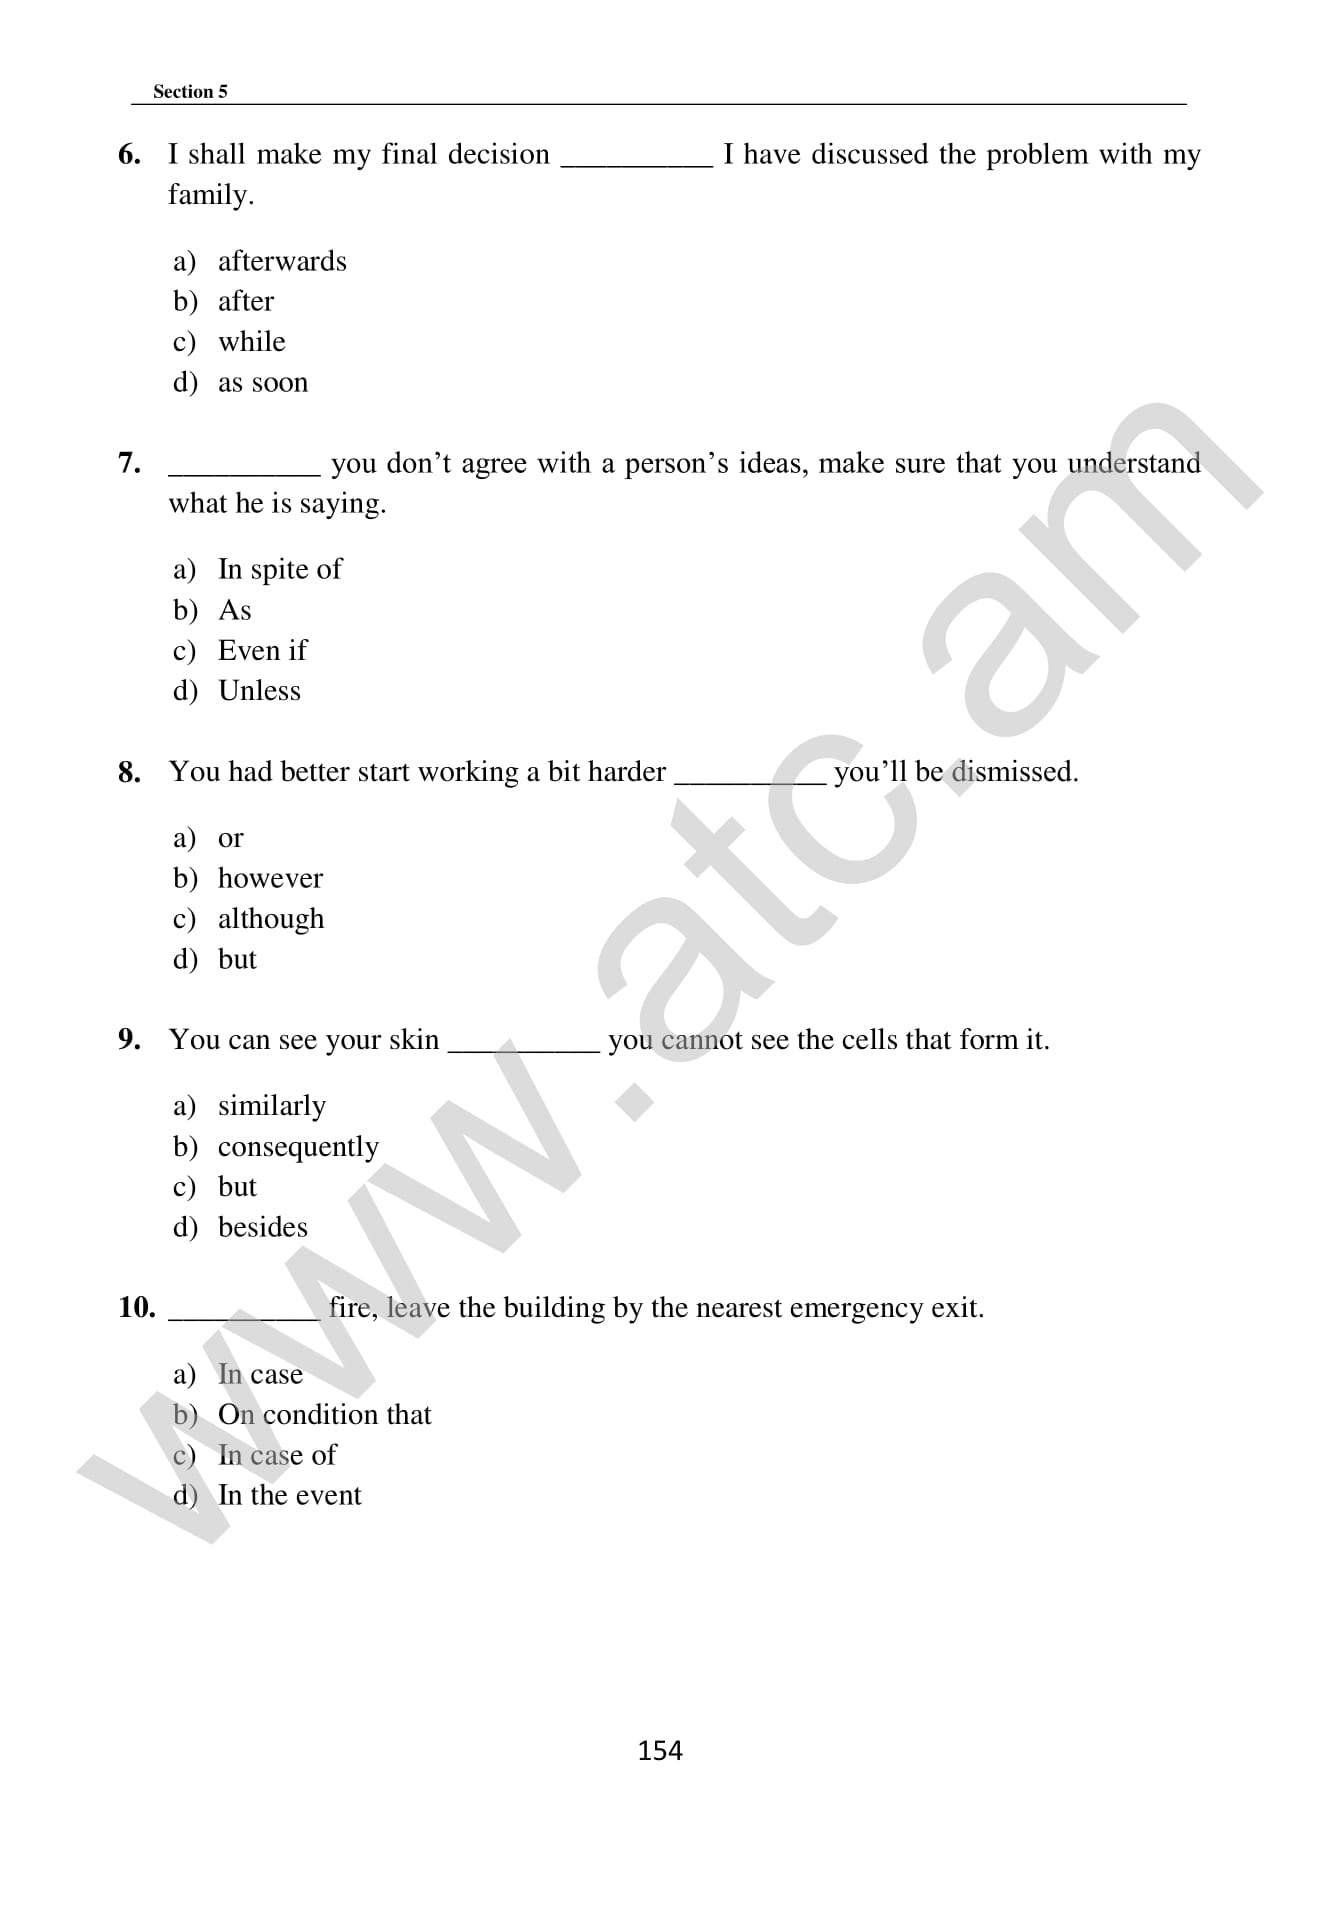 Section 5
6. I shall make my final decision __________ I have discussed the problem with my
family.
a) afterwards
b) after
c) while
d) as soon
7. __________ you don’t agree with a person’s ideas, make sure that you understand
what he is saying.
a) In spite of
b) As
c) Even if
d) Unless
8. You had better start working a bit harder __________ you’ll be dismissed.
a) or
b) however
c) although
d) but
9. You can see your skin __________ you cannot see the cells that form it.
a) similarly
b) consequently
c) but
d) besides
10. __________ fire, leave the building by the nearest emergency exit.
a) In case
b) On condition that
c) In case of
d) In the event
154
www.atc.am